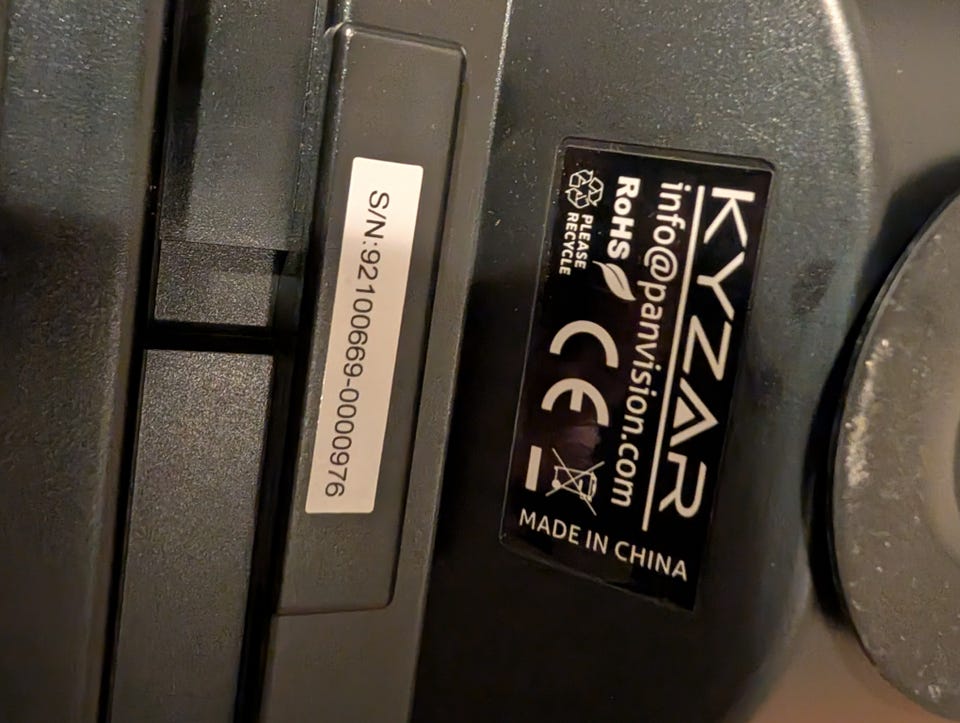 S/N:92100669-0000976
KYZAR
info@panvision.com
RoHS
PLEASE
RECYCLE
CE
MADE IN CHINA